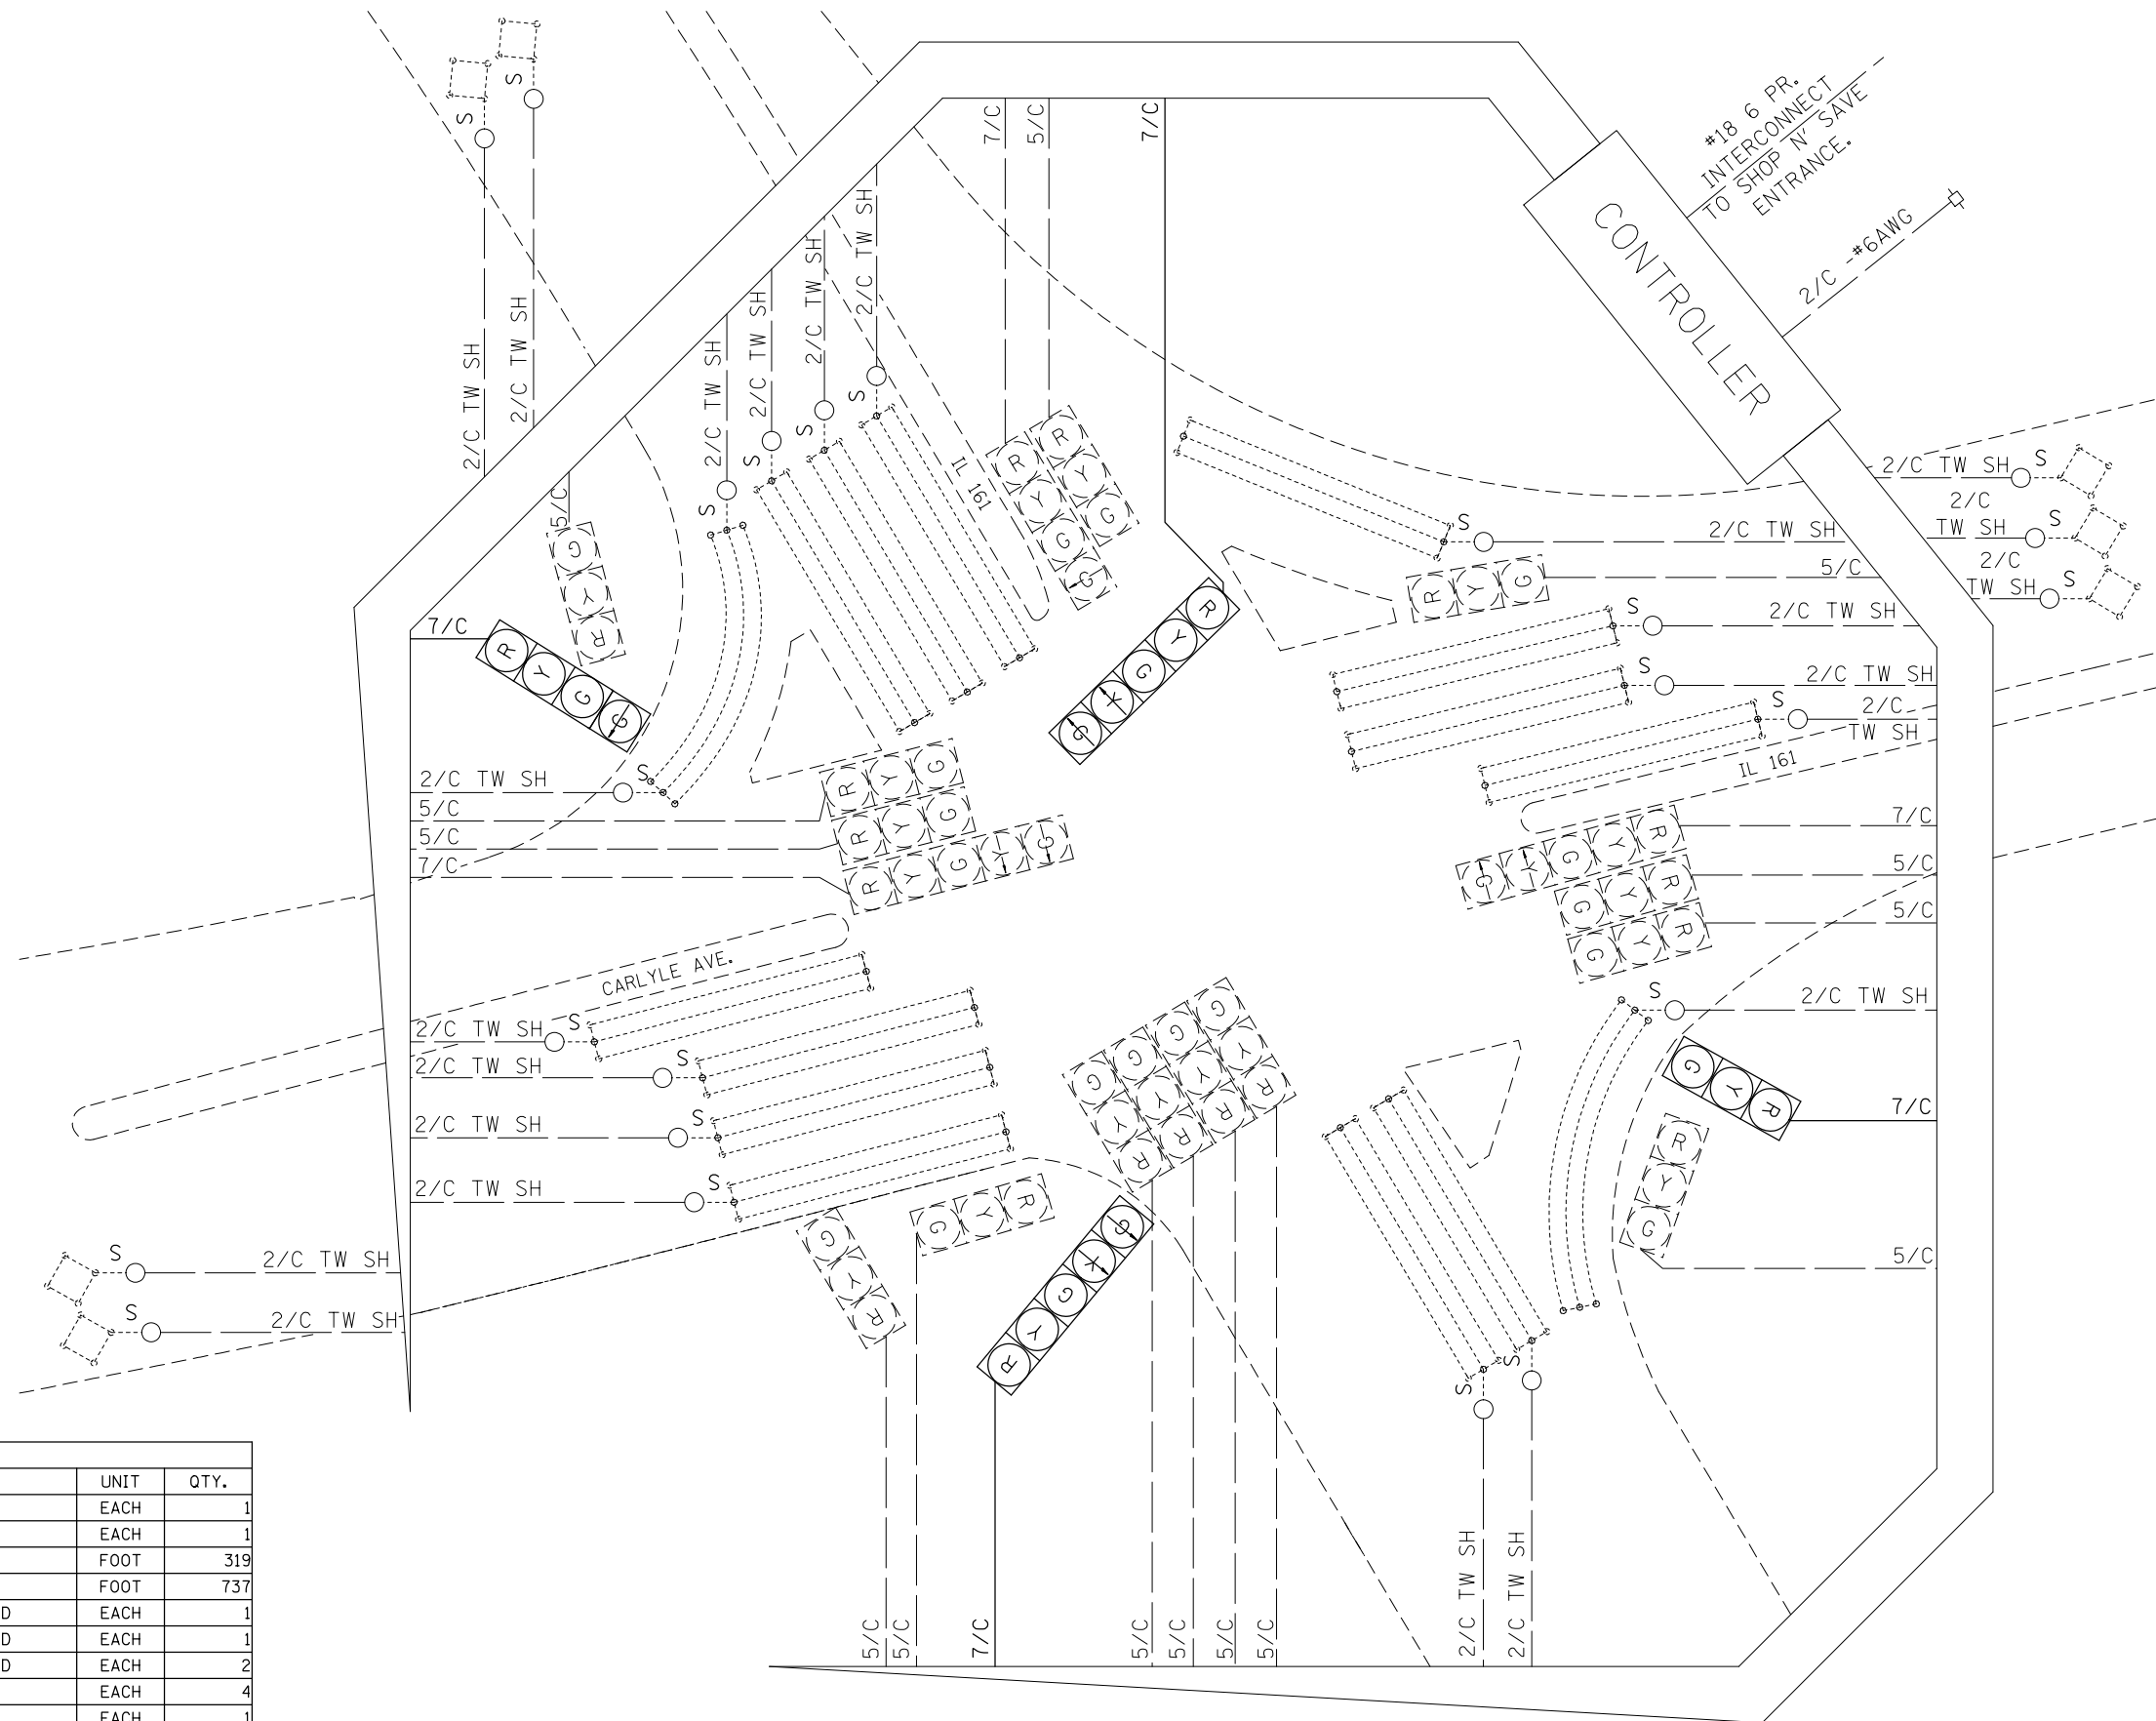 #18 6 PR.
INTERCONNECT
TO SHOP N' SAVE
ENTRANCE.
CONTROLLER
2/C -#6AWG
S
S
2/C TW SH
2/C TW SH
2/C TW SH
2/C TW SH
2/C TW SH
2/C TW SH
S
S
S
S
7/C
5/C
7/C
R
Y
G
R
Y
G
G
IL 161
5/C
G
Y
R
7/C
R
Y
G
G
R
Y
G
Y
G
2/C TW SH
S
5/C
5/C
7/C
R
Y
G
R
Y
G
R
Y
G
Y
G
2/C TW SH
S
2/C
TW SH
S
2/C
TW SH
S
S
2/C TW SH
5/C
R
Y
G
S
2/C TW SH
S
2/C TW SH
S
2/C
TW SH
IL 161
7/C
5/C
5/C
G
Y
G
Y
R
G
Y
R
G
Y
R
CARLYLE AVE.
2/C TW SH
S
2/C TW SH
S
2/C TW SH
S
2/C TW SH
S
S
2/C TW SH
S
2/C TW SH
G
Y
R
G
Y
R
G
Y
R
G
Y
R
S
2/C TW SH
G
Y
R
7/C
R
Y
G
5/C
G
Y
R
G
Y
R
G
Y
G
Y
R
S
S
5/C
5/C
7/C
5/C
5/C
5/C
5/C
2/C TW SH
2/C TW SH
UNIT QTY.
EACH 1
EACH 1
FOOT 319
FOOT 737
D EACH 1
D EACH 1
D EACH 2
EACH 4
EACH 1